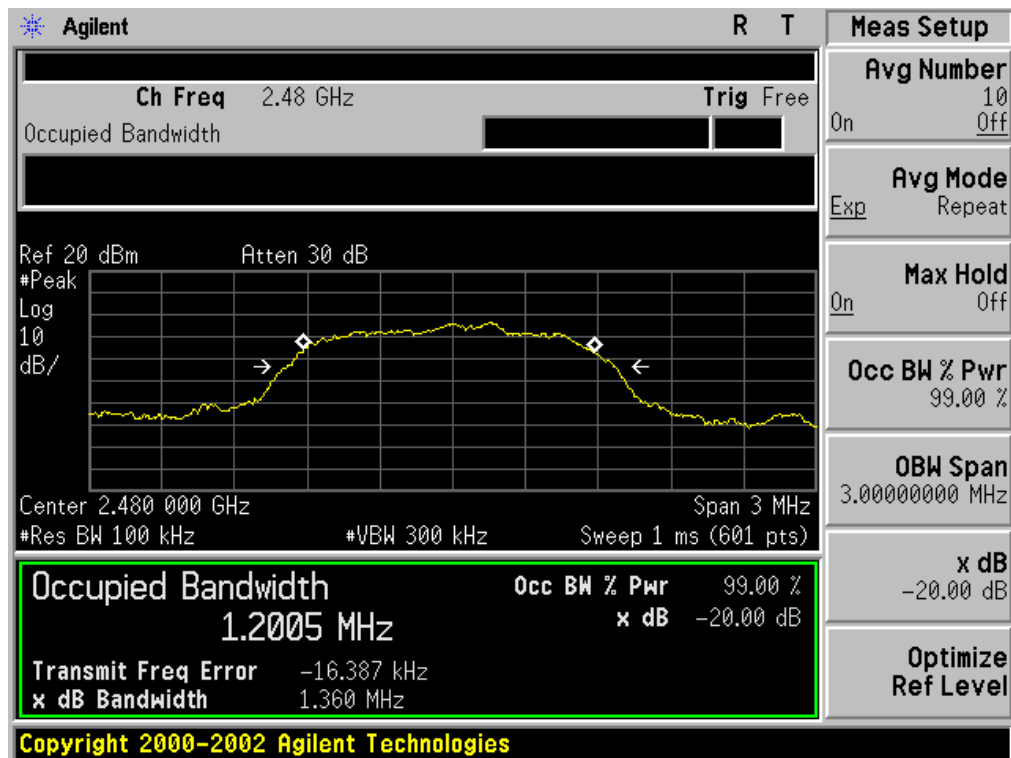 Agilent R T
Ch Freq 2.48 GHz Trig Free
Occupied Bandwidth
Ref 20 dBm Atten 30 dB
#Peak
Log
10
dB/
Center 2.480 000 GHz Span 3 MHz
#Res BW 100 kHz #VBW 300 kHz Sweep 1 ms (601 pts)
Occupied Bandwidth Occ BW % Pwr 99.00 %
1.2005 MHz x dB -20.00 dB
Transmit Freq Error -16.387 kHz
x dB Bandwidth 1.360 MHz
Copyright 2000-2002 Agilent Technologies
Meas Setup
Avg Number
10
On Off
Avg Mode
Exp Repeat
Max Hold
On Off
Occ BW % Pwr
99.00 %
OBW Span
3.00000000 MHz
x dB
-20.00 dB
Optimize
Ref Level